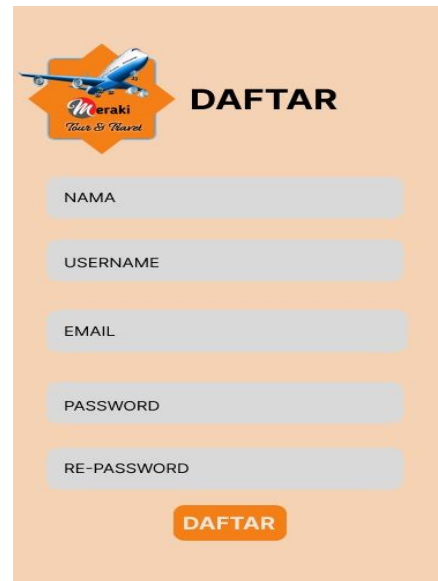 Meraki
Tour & Travel
DAFTAR
NAMA
USERNAME
EMAIL
PASSWORD
RE-PASSWORD
DAFTAR